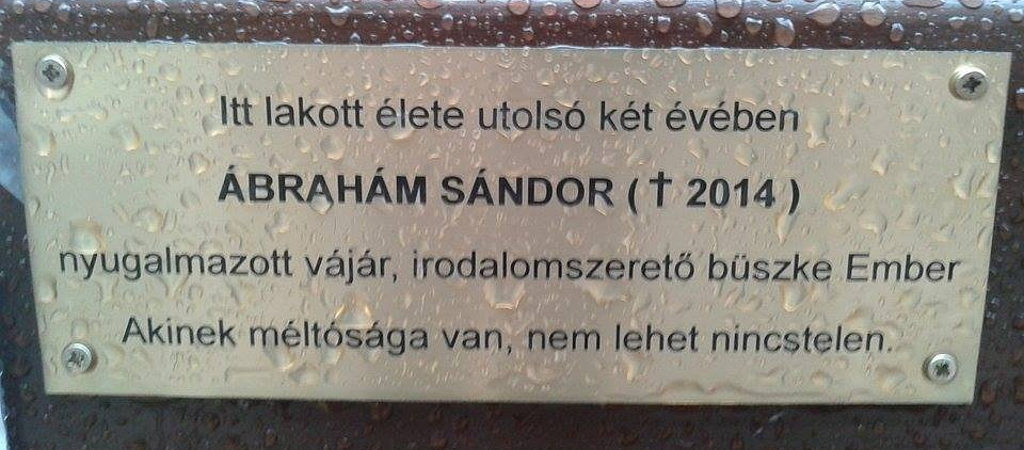 Itt lakott élete utolsó két évében
ÁBRAHÁM SÁNDOR ( † 2014 )
nyugalmazott vájár, irodalomszerető büszke Ember
Akinek méltósága van, nem lehet nincstelen.